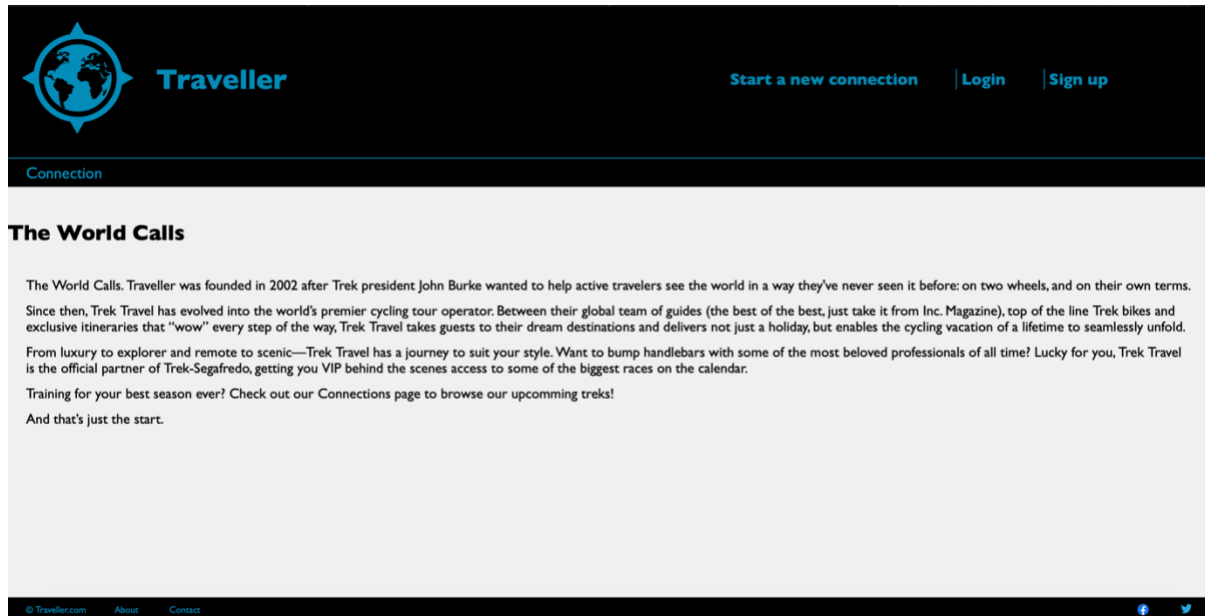 Traveller
Start a new connection
Login
Sign up
Connection
The World Calls
The World Calls. Traveller was founded in 2002 after Trek president John Burke wanted to help active travelers see the world in a way they've never seen it before: on two wheels, and on their own terms.
Since then, Trek Travel has evolved into the world's premier cycling tour operator. Between their global team of guides (the best of the best, just take it from Inc. Magazine), top of the line Trek bikes and
exclusive itineraries that “wow” every step of the way, Trek Travel takes guests to their dream destinations and delivers not just a holiday, but enables the cycling vacation of a lifetime to seamlessly unfold.
From luxury to explorer and remote to scenic—Trek Travel has a journey to suit your style. Want to bump handlebars with some of the most beloved professionals of all time? Lucky for you, Trek Travel
is the official partner of Trek-Segafredo, getting you VIP behind the scenes access to some of the biggest races on the calendar.
Training for your best season ever? Check out our Connections page to browse our upcomming treks!
And that's just the start.
© Traveller.com
About
Contact